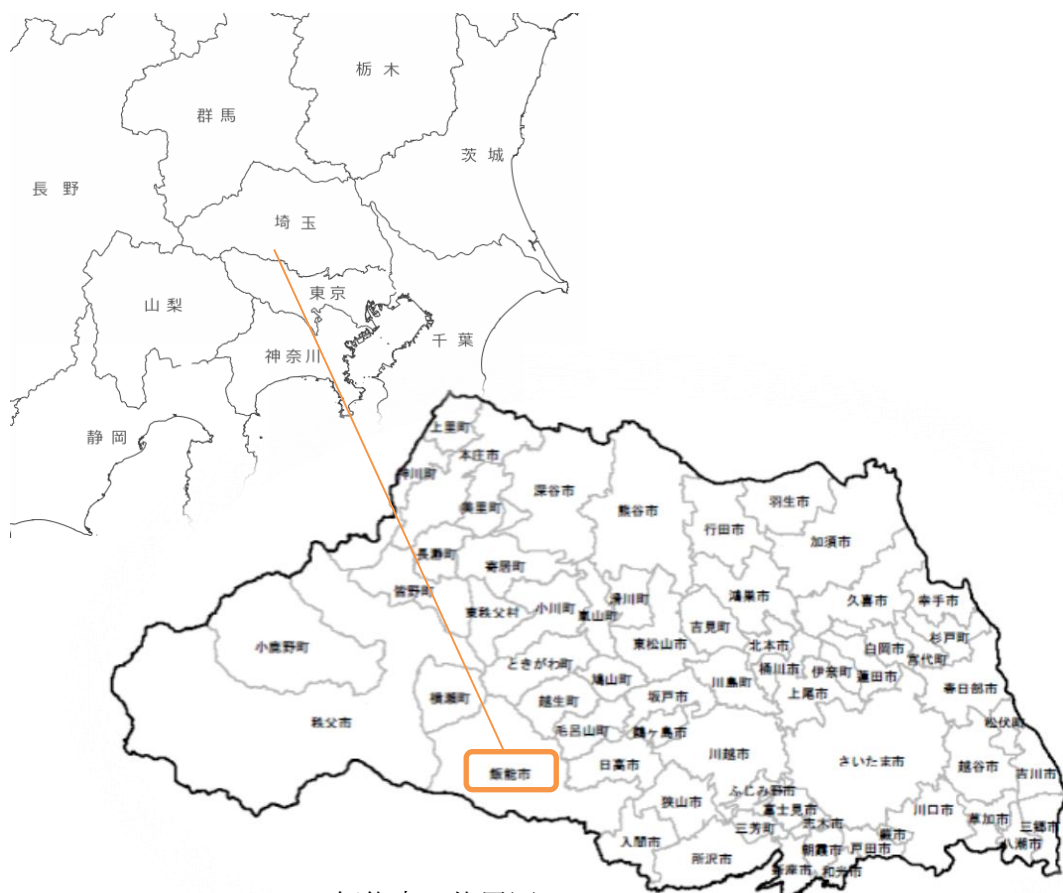 栃木
群馬
茨城
長野
埼玉
東京
山梨
千葉
神奈川
静岡
上里町
本庄市
神川町
深谷市
羽生市
美里町
熊谷市
行田市
加須市
長瀞町
寄居町
皆野町
鴻巣市
久喜市
幸手市
滑川町
小川町
東秩父村
嵐山町
吉見町
杉戸町
小鹿野町
東松山市
北本市
白岡市
宮代町
ときがわ町
桶川市
伊奈町
蓮田市
鳩山町
川島町
春日部市
横瀬町
越生町
坂戸市
上尾市
秩父市
毛呂山町
鶴ヶ島市
松伏町
川越市
さいたま市
日高市
越谷市
吉川市
飯能市
ふじみ野市
狭山市
富士見市
川口市
三芳町
志木市
草加市
三郷市
蕨市
入間市
朝霞市
戸田市
八潮市
所沢市
新座市
和光市